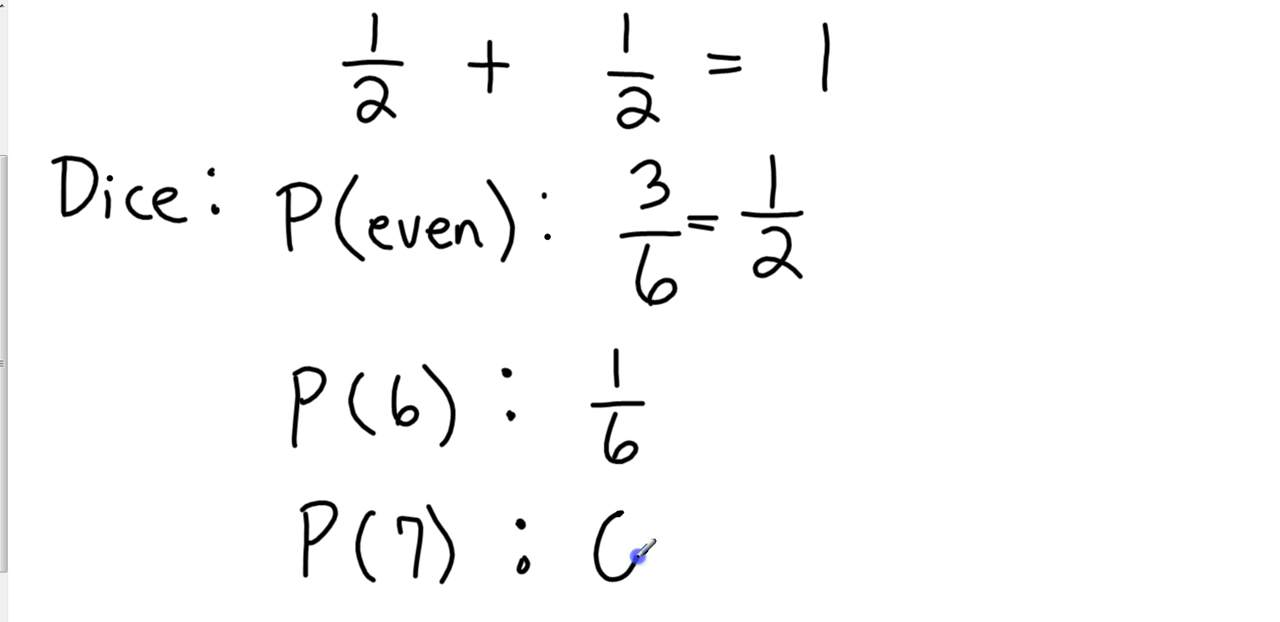 1/2 + 1/2 = 1
Dice: P(even): 3/6 = 1/2
P(6): 1/6
P(7):